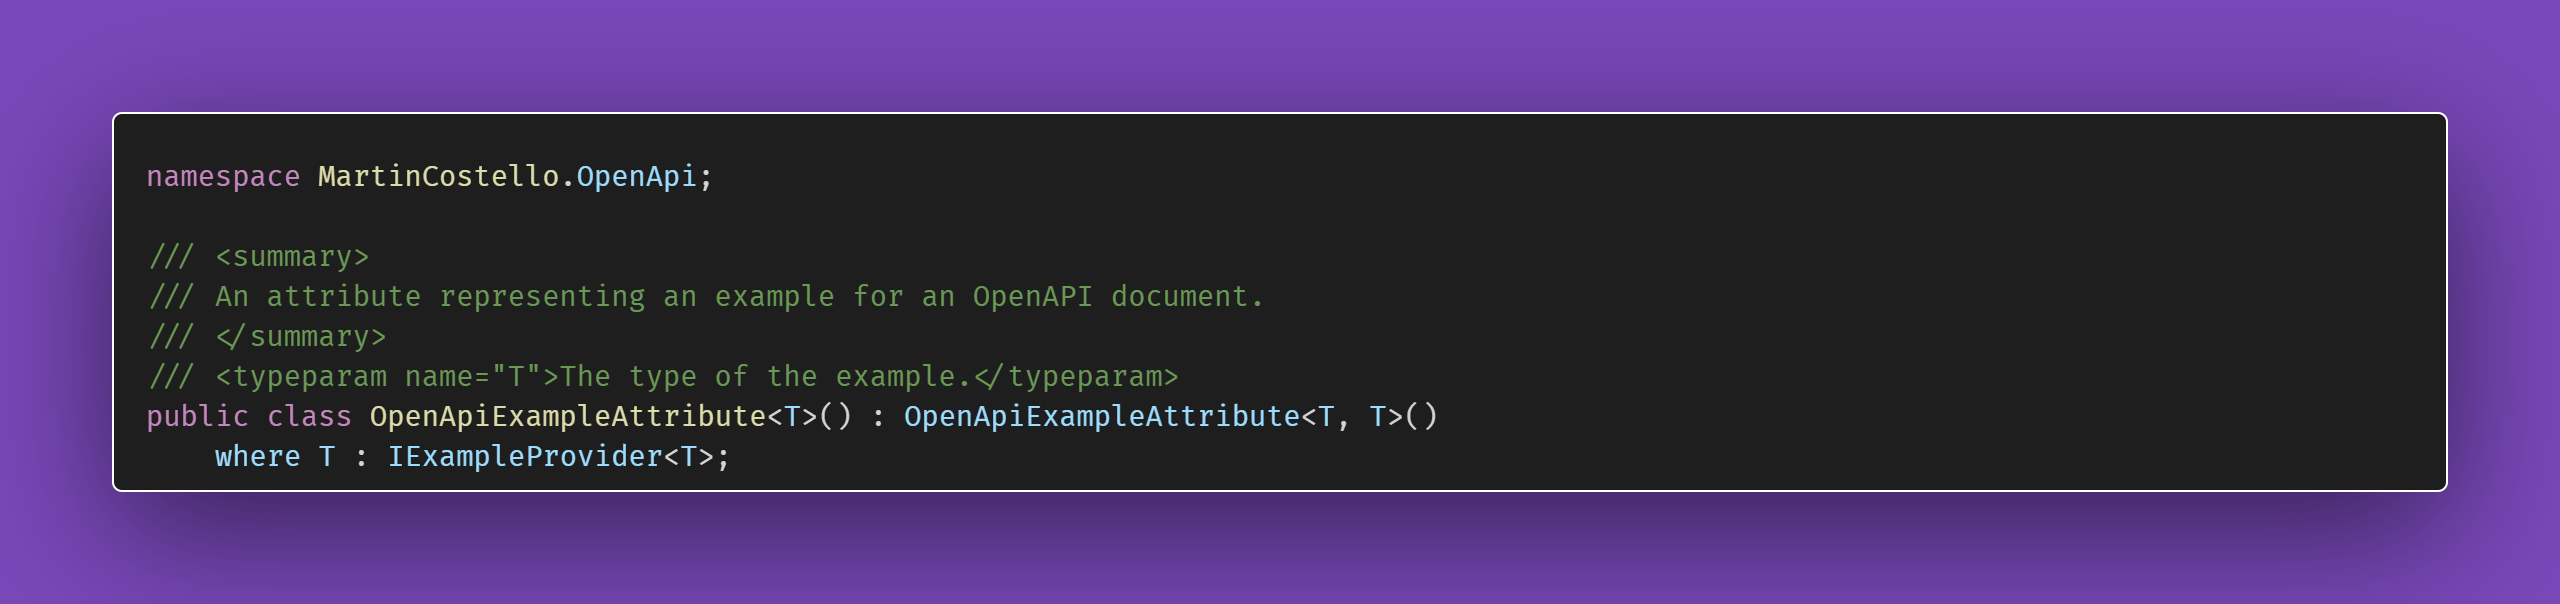 namespace MartinCostello.OpenApi;

/// <summary>
/// An attribute representing an example for an OpenAPI document.
/// </summary>
/// <typeparam name="T">The type of the example.</typeparam>
public class OpenApiExampleAttribute<T>() : OpenApiExampleAttribute<T, T>()
    where T : IExampleProvider<T>;